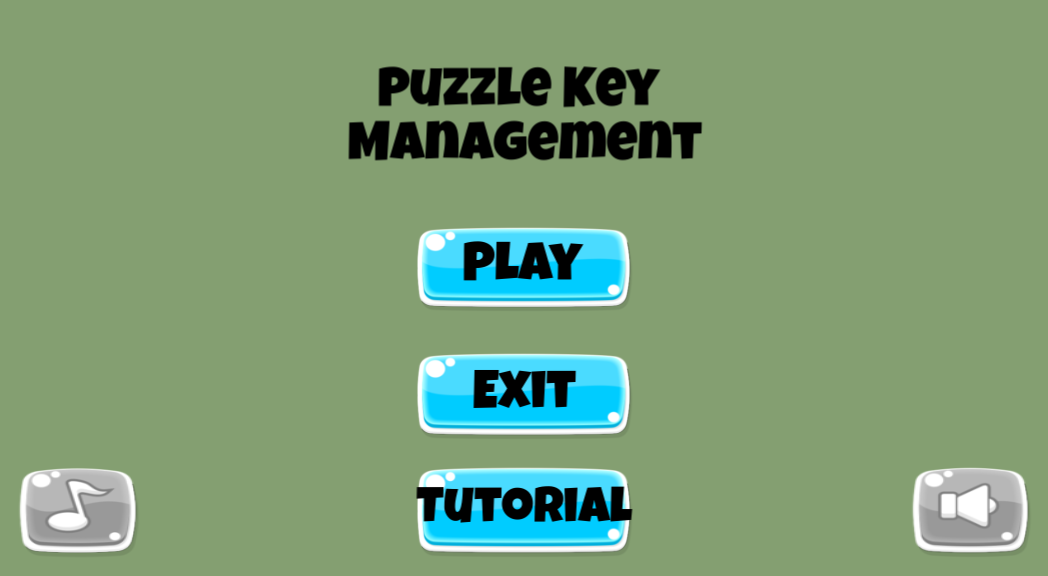 Puzzle Key
Management
PLAY
EXIT
TUTORIAL